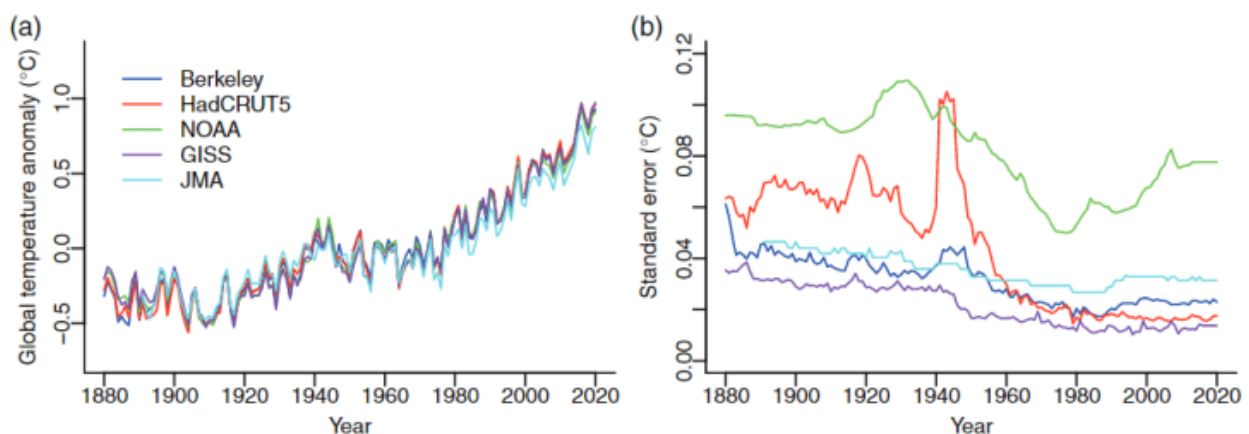 (a)
Global temperature anomaly (°C)
1.0
0.5
0.0
−0.5
Berkeley
HadCRUT5
NOAA
GISS
JMA
1880 1900 1920 1940 1960 1980 2000 2020
Year
(b)
Standard error (°C)
0.12
0.08
0.04
0.00
1880 1900 1920 1940 1960 1980 2000 2020
Year